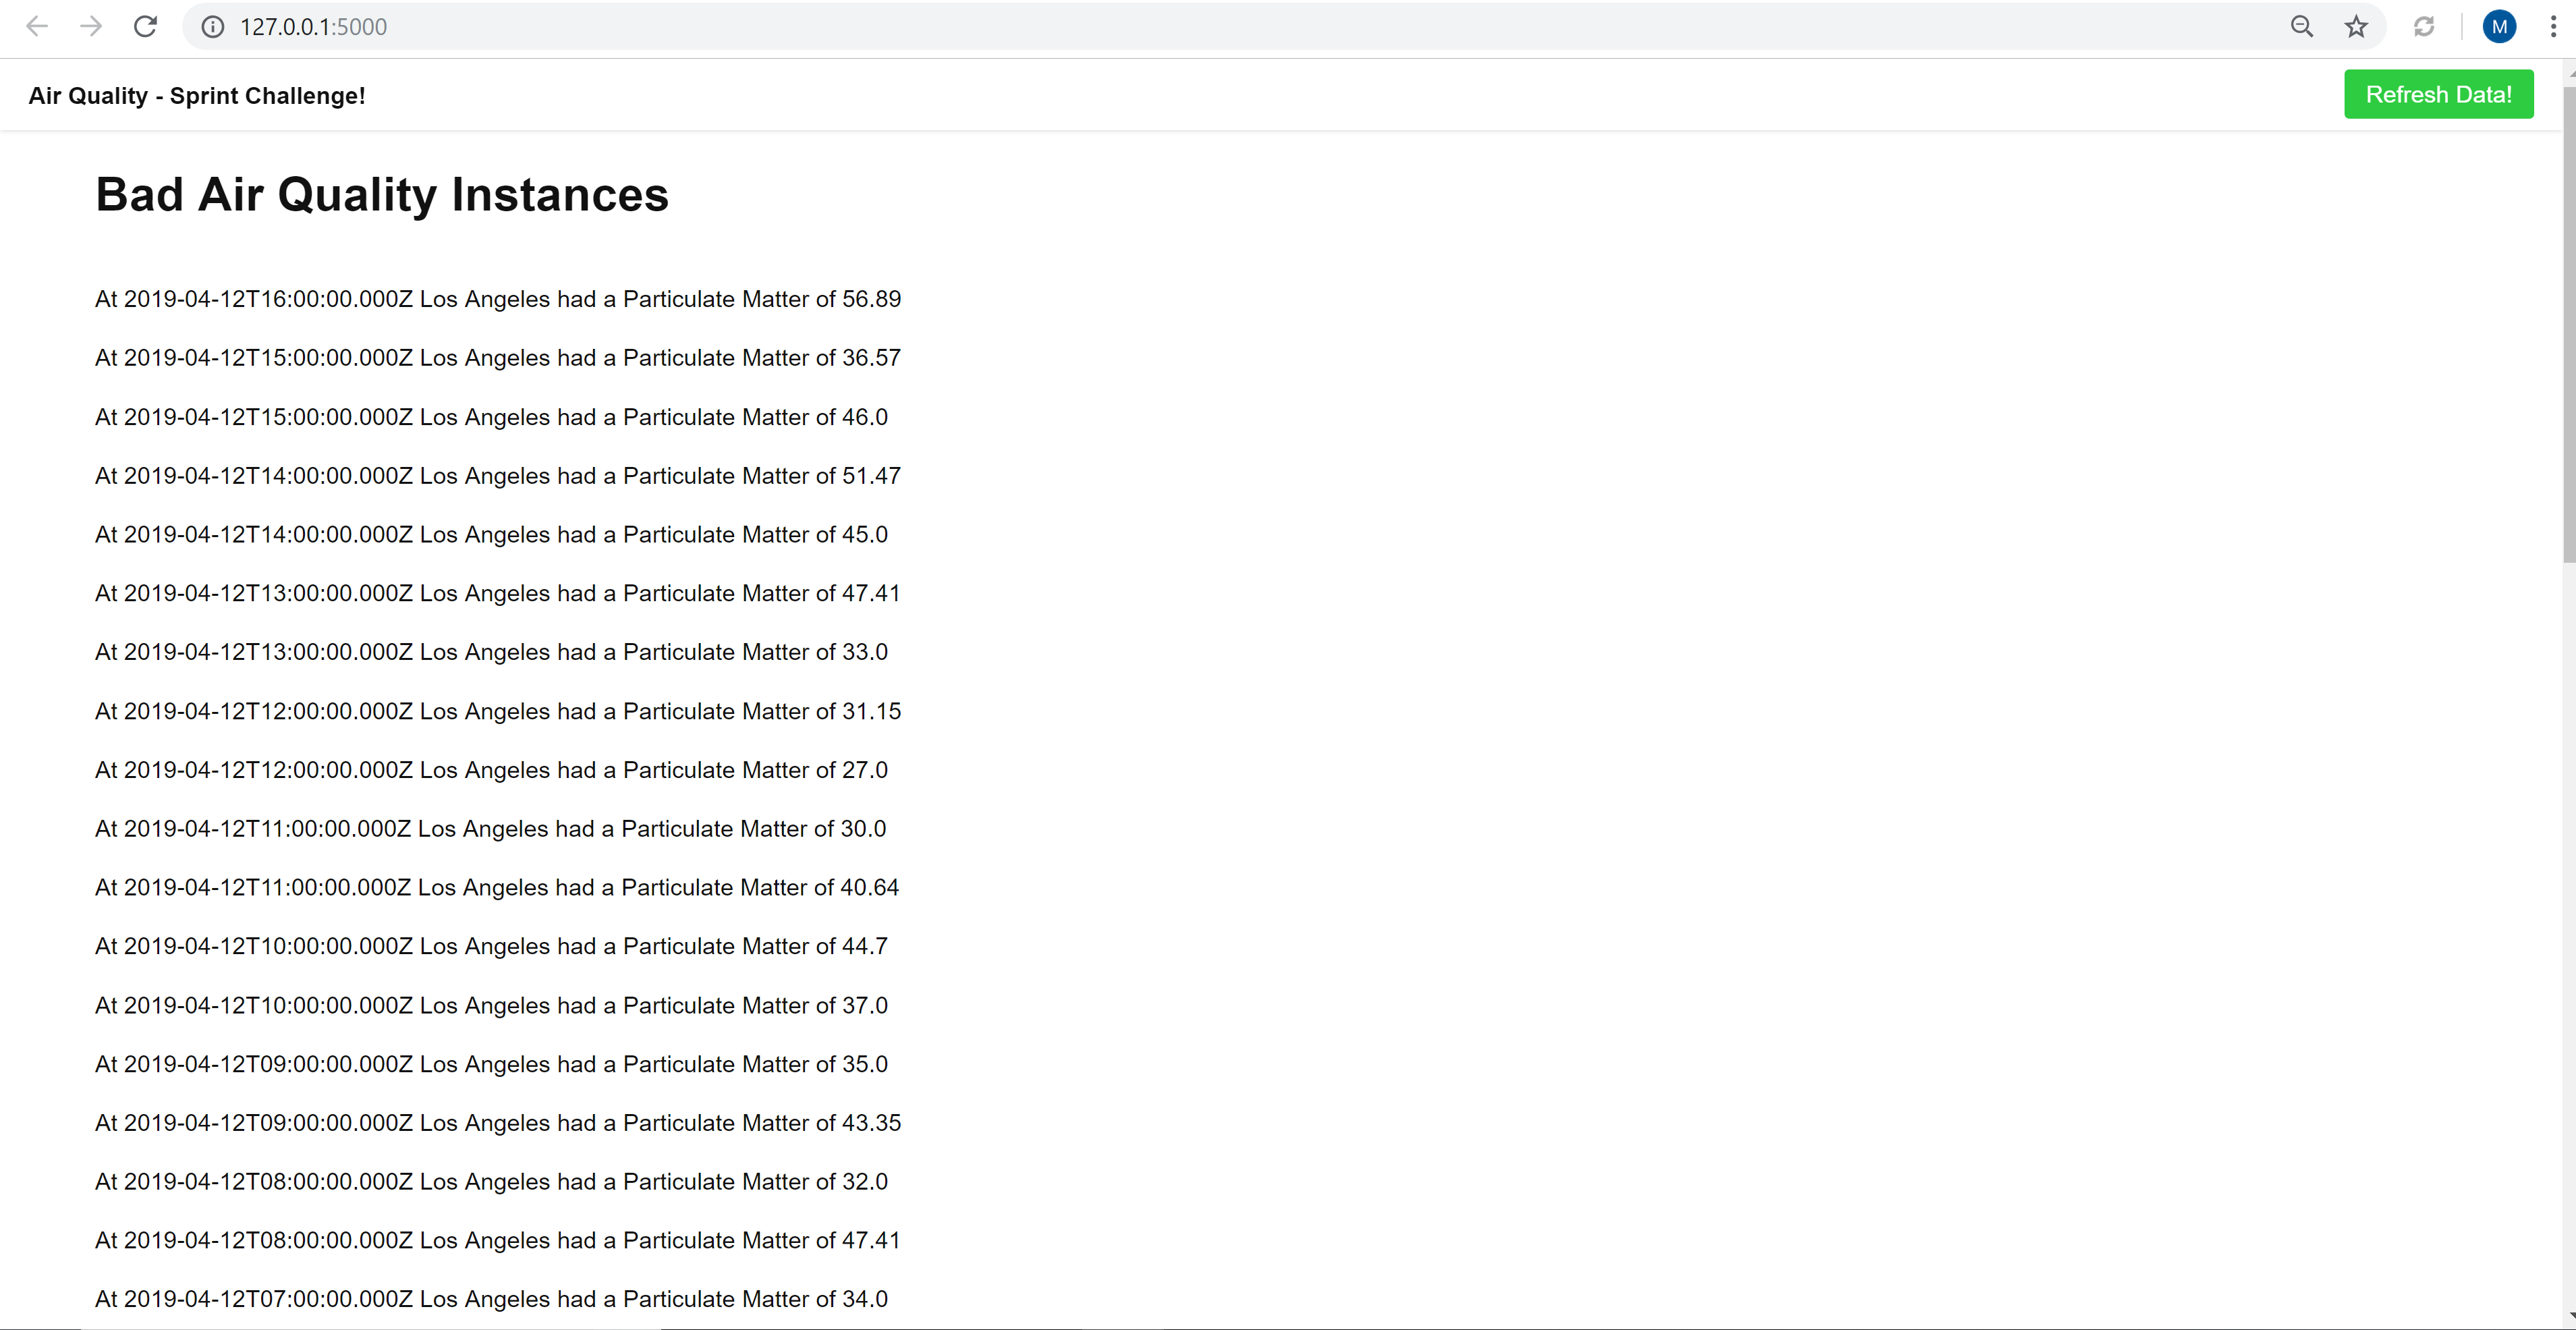 127.0.0.1:5000
M
Air Quality - Sprint Challenge!
Refresh Data!
Bad Air Quality Instances
At 2019-04-12T16:00:00.000Z Los Angeles had a Particulate Matter of 56.89
At 2019-04-12T15:00:00.000Z Los Angeles had a Particulate Matter of 36.57
At 2019-04-12T15:00:00.000Z Los Angeles had a Particulate Matter of 46.0
At 2019-04-12T14:00:00.000Z Los Angeles had a Particulate Matter of 51.47
At 2019-04-12T14:00:00.000Z Los Angeles had a Particulate Matter of 45.0
At 2019-04-12T13:00:00.000Z Los Angeles had a Particulate Matter of 47.41
At 2019-04-12T13:00:00.000Z Los Angeles had a Particulate Matter of 33.0
At 2019-04-12T12:00:00.000Z Los Angeles had a Particulate Matter of 31.15
At 2019-04-12T12:00:00.000Z Los Angeles had a Particulate Matter of 27.0
At 2019-04-12T11:00:00.000Z Los Angeles had a Particulate Matter of 30.0
At 2019-04-12T11:00:00.000Z Los Angeles had a Particulate Matter of 40.64
At 2019-04-12T10:00:00.000Z Los Angeles had a Particulate Matter of 44.7
At 2019-04-12T10:00:00.000Z Los Angeles had a Particulate Matter of 37.0
At 2019-04-12T09:00:00.000Z Los Angeles had a Particulate Matter of 35.0
At 2019-04-12T09:00:00.000Z Los Angeles had a Particulate Matter of 43.35
At 2019-04-12T08:00:00.000Z Los Angeles had a Particulate Matter of 32.0
At 2019-04-12T08:00:00.000Z Los Angeles had a Particulate Matter of 47.41
At 2019-04-12T07:00:00.000Z Los Angeles had a Particulate Matter of 34.0